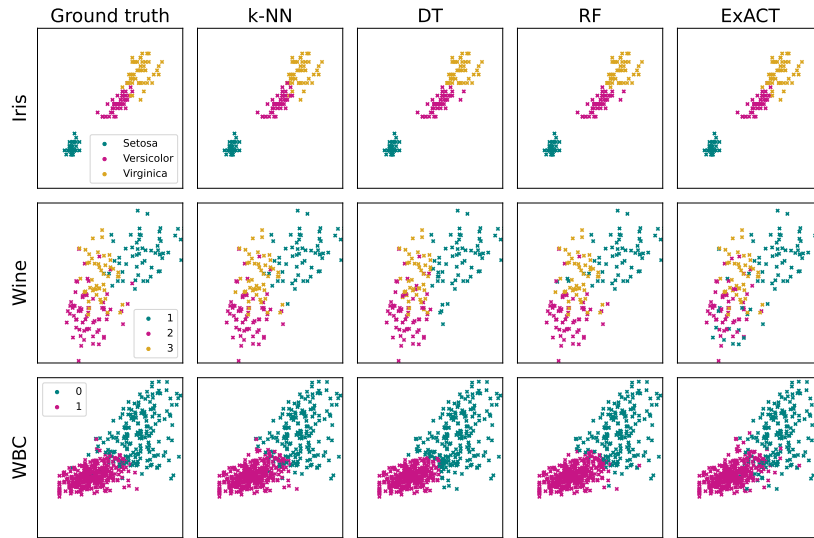 Ground truth k-NN DT RF ExACT
Iris
Setosa
Versicolor
Virginica
Wine
1
2
3
WBC
0
1